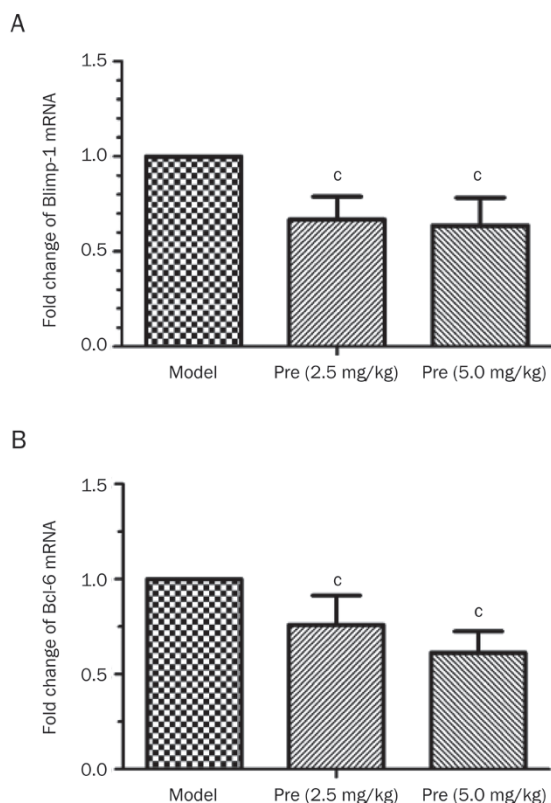 A
Fold change of Blimp-1 mRNA
1.5
1.0
0.5
0.0
c
c
Model
Pre (2.5 mg/kg)
Pre (5.0 mg/kg)
B
Fold change of Bcl-6 mRNA
1.5
1.0
0.5
0.0
c
c
Model
Pre (2.5 mg/kg)
Pre (5.0 mg/kg)